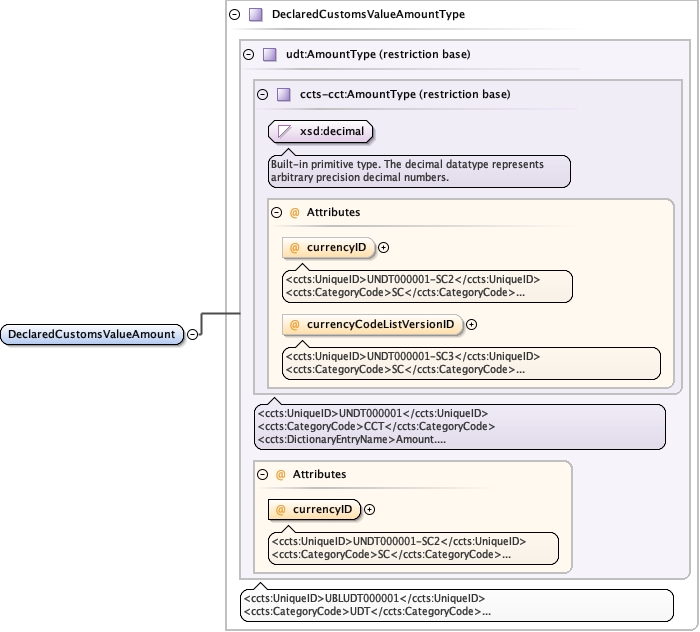 DeclaredCustomsValueAmountType
udt:AmountType (restriction base)
ccts-cct:AmountType (restriction base)
xsd:decimal
Built-in primitive type. The decimal datatype represents
arbitrary precision decimal numbers.
@ Attributes
@ currencyID
<ccts:UniqueID>UNDT000001-SC2</ccts:UniqueID>
<ccts:CategoryCode>SC</ccts:CategoryCode>...
@ currencyCodeListVersionID
<ccts:UniqueID>UNDT000001-SC3</ccts:UniqueID>
<ccts:CategoryCode>SC</ccts:CategoryCode>...
DeclaredCustomsValueAmount
<ccts:UniqueID>UNDT000001</ccts:UniqueID>
<ccts:CategoryCode>CCT</ccts:CategoryCode>
<ccts:DictionaryEntryName>Amount....
@ Attributes
@ currencyID
<ccts:UniqueID>UNDT000001-SC2</ccts:UniqueID>
<ccts:CategoryCode>SC</ccts:CategoryCode>...
<ccts:UniqueID>UBLUDT000001</ccts:UniqueID>
<ccts:CategoryCode>UDT</ccts:CategoryCode>...